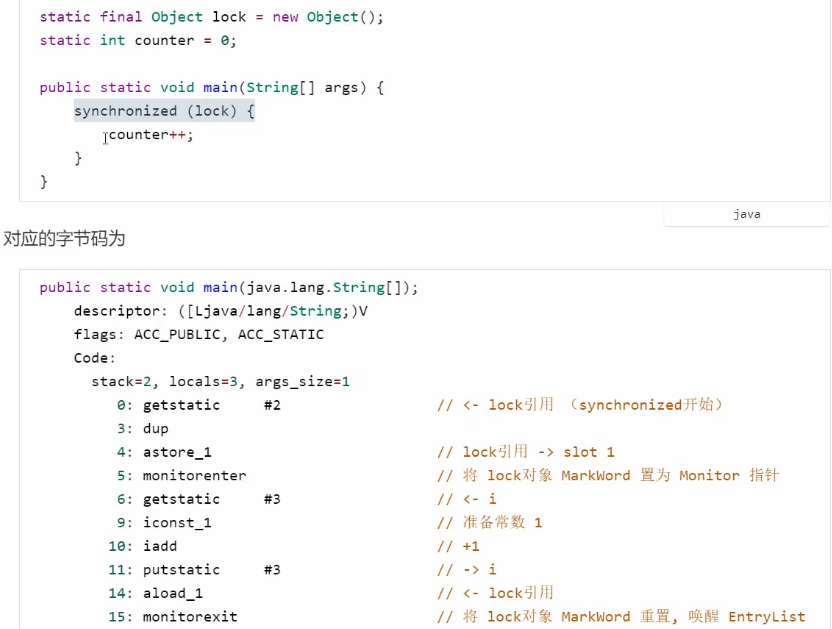 static final Object lock = new Object();
static int counter = 0;
public static void main(String[] args) {
synchronized (lock) {
counter++;
}
}
java
对应的字节码为
public static void main(java.lang.String[]);
descriptor: ([Ljava/lang/String;)V
flags: ACC_PUBLIC, ACC_STATIC
Code:
stack=2, locals=3, args_size=1
0: getstatic #2 // <- lock引用 （synchronized开始）
3: dup
4: astore_1 // lock引用 -> slot 1
5: monitorenter // 将 lock对象 MarkWord 置为 Monitor 指针
6: getstatic #3 // <- i
9: iconst_1 // 准备常数 1
10: iadd // +1
11: putstatic #3 // -> i
14: aload_1 // <- lock引用
15: monitorexit // 将 lock对象 MarkWord 重置, 唤醒 EntryList